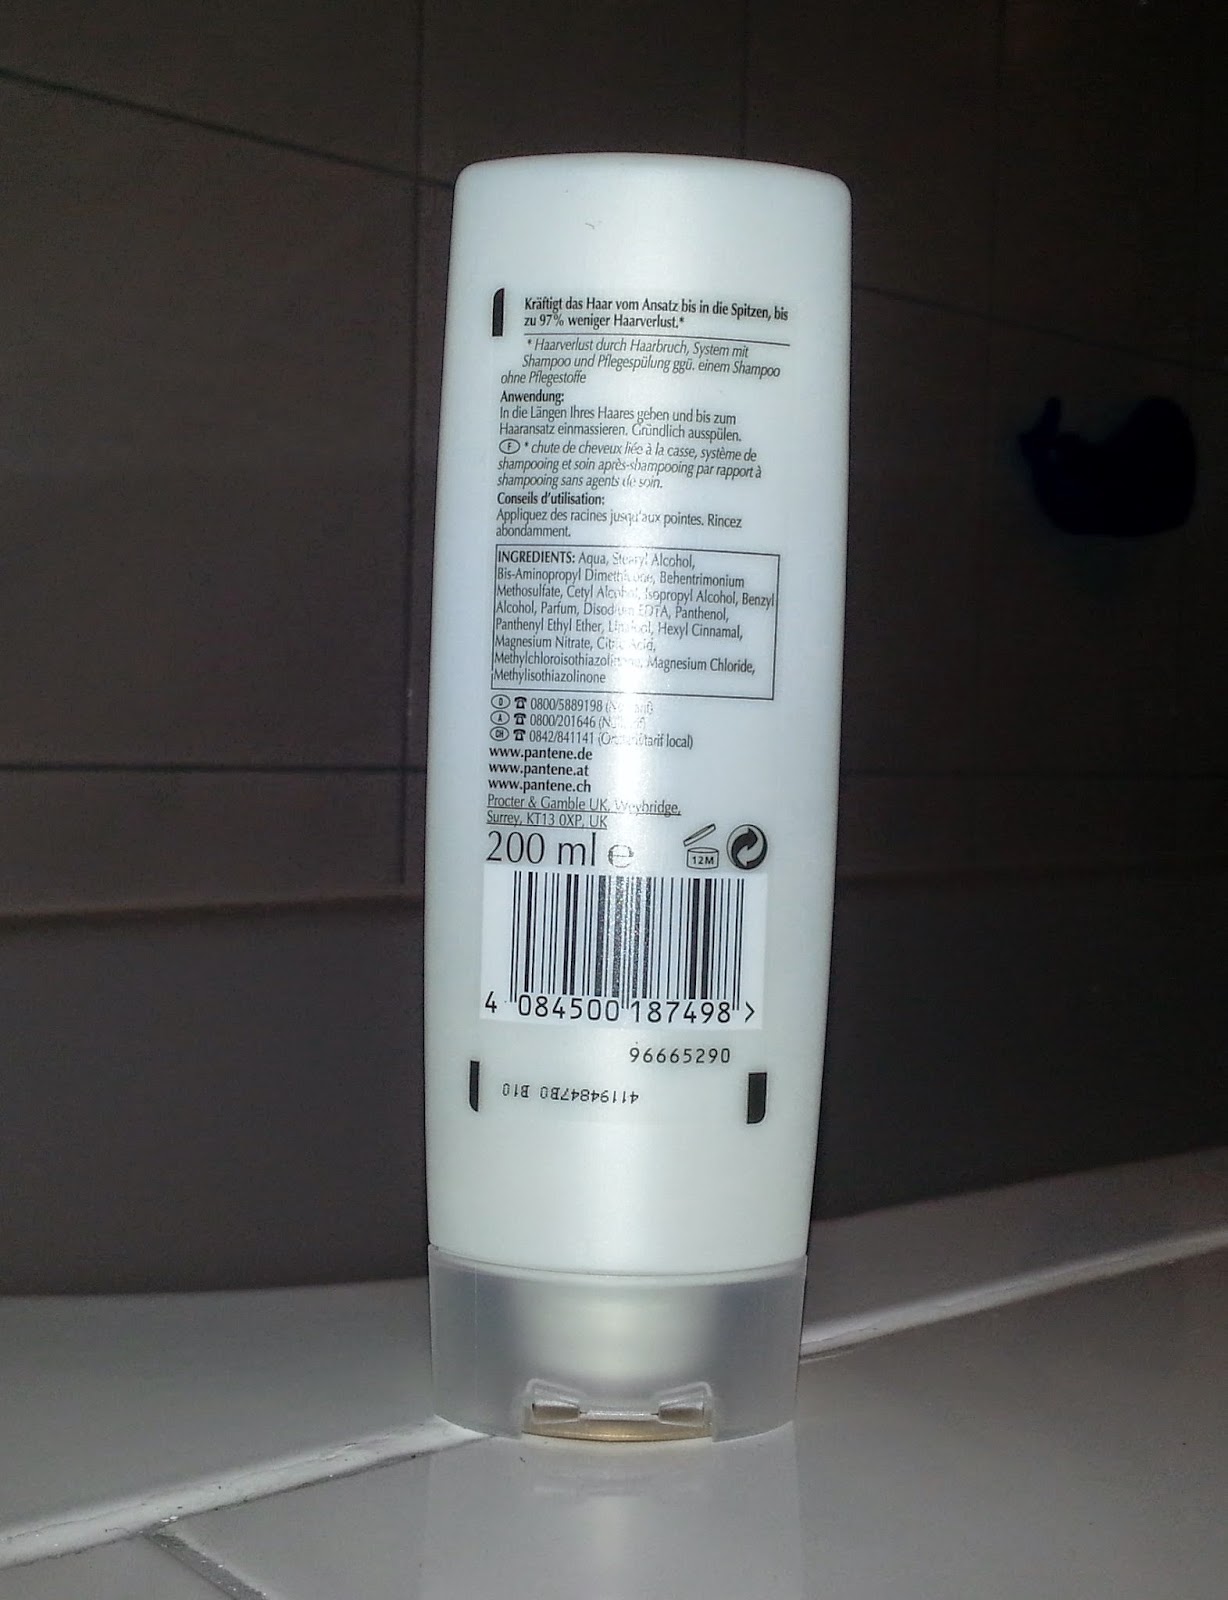 Kräftigt das Haar vom Ansatz bis in die Spitzen, bis
zu 97% weniger Haarverlust.*
* Haarverlust durch Haarbruch, System mit
Shampoo und Pflegespülung ggü. einem Shampoo
ohne Pflegestoffe
Anwendung:
In die Längen Ihres Haares geben und bis zum
Haaransatz einmassieren. Gründlich ausspülen.
F * chute de cheveux liée à la casse, système de
shampooing et soin après-shampooing par rapport à
shampooing sans agents de soin.
Conseils d'utilisation:
Appliquez des racines jusqu'aux pointes. Rincez
abondamment.
INGREDIENTS: Aqua, Stearyl Alcohol,
Bis-Aminopropyl Dimethicone, Behentrimonium
Methosulfate, Cetyl Alcohol, Isopropyl Alcohol, Benzyl
Alcohol, Parfum, Disodium EDTA, Panthenol,
Panthenyl Ethyl Ether, Linalool, Hexyl Cinnamal,
Magnesium Nitrate, Citric Acid,
Methylchloroisothiazolinone, Magnesium Chloride,
Methylisothiazolinone
D ☎ 0800/5889198
A ☎ 0800/201646
CH ☎ 0842/841141 local)
www.pantene.de
www.pantene.at
www.pantene.ch
Procter & Gamble UK, Weybridge,
Surrey, KT13 0XP, UK
200 ml ℮ 12M
4 084500 187498 >
96665290
41194847B0 B10